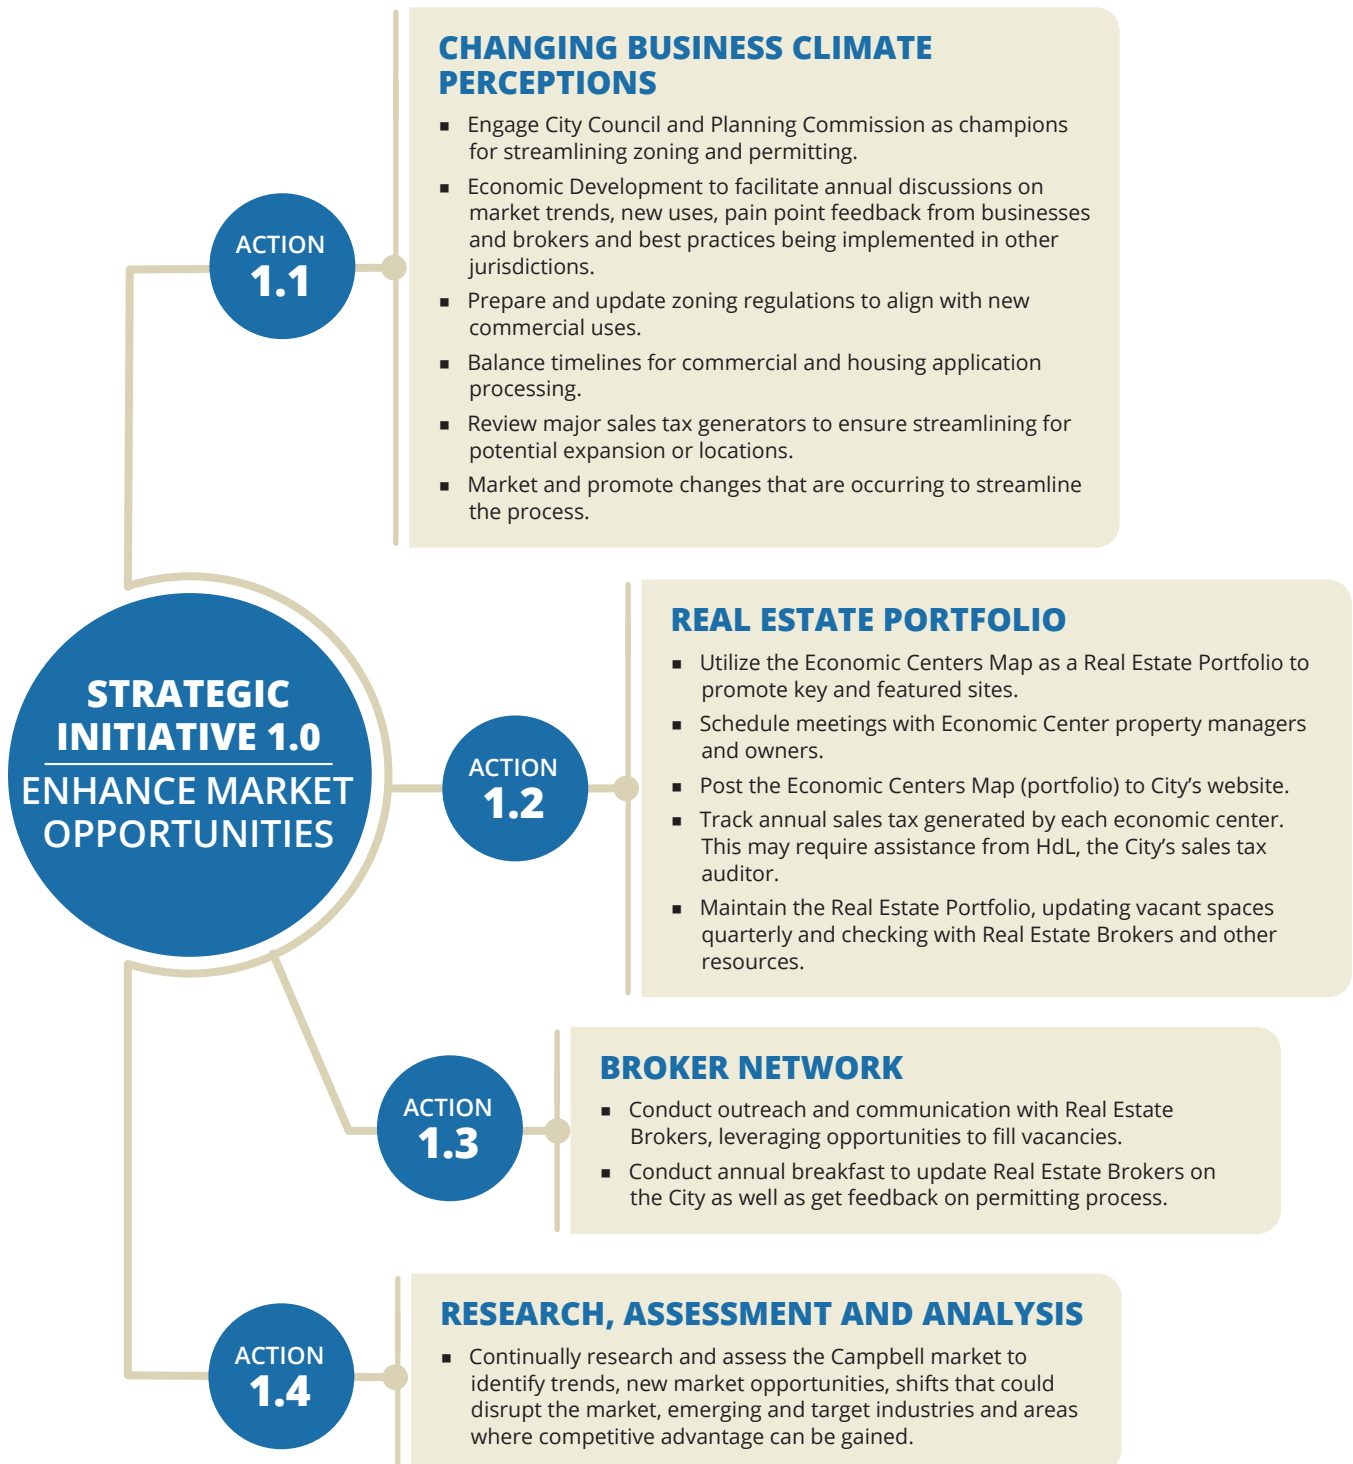 CHANGING BUSINESS CLIMATE
PERCEPTIONS
▪ Engage City Council and Planning Commission as champions
for streamlining zoning and permitting.
▪ Economic Development to facilitate annual discussions on
market trends, new uses, pain point feedback from businesses
and brokers and best practices being implemented in other
jurisdictions.
▪ Prepare and update zoning regulations to align with new
commercial uses.
▪ Balance timelines for commercial and housing application
processing.
▪ Review major sales tax generators to ensure streamlining for
potential expansion or locations.
▪ Market and promote changes that are occurring to streamline
the process.
ACTION
1.1
STRATEGIC
INITIATIVE 1.0
ENHANCE MARKET
OPPORTUNITIES
ACTION
1.2
REAL ESTATE PORTFOLIO
▪ Utilize the Economic Centers Map as a Real Estate Portfolio to
promote key and featured sites.
▪ Schedule meetings with Economic Center property managers
and owners.
▪ Post the Economic Centers Map (portfolio) to City’s website.
▪ Track annual sales tax generated by each economic center.
This may require assistance from HdL, the City’s sales tax
auditor.
▪ Maintain the Real Estate Portfolio, updating vacant spaces
quarterly and checking with Real Estate Brokers and other
resources.
ACTION
1.3
BROKER NETWORK
▪ Conduct outreach and communication with Real Estate
Brokers, leveraging opportunities to fill vacancies.
▪ Conduct annual breakfast to update Real Estate Brokers on
the City as well as get feedback on permitting process.
ACTION
1.4
RESEARCH, ASSESSMENT AND ANALYSIS
▪ Continually research and assess the Campbell market to
identify trends, new market opportunities, shifts that could
disrupt the market, emerging and target industries and areas
where competitive advantage can be gained.